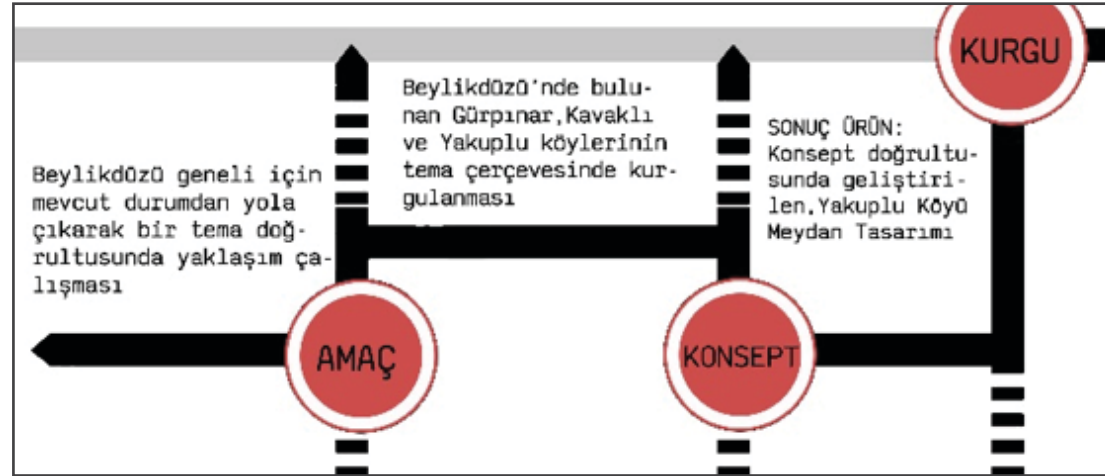 KURGU
Beylikdüzü'nde bulu-
nan Gürpınar,Kavaklı
ve Yakuplu köylerinin
tema çerçevesinde kur-
gulanması
SONUÇ ÜRÜN:
Konsept doğrultu-
sunda geliştiri-
len,Yakuplu Köyü
Meydan Tasarımı
Beylikdüzü geneli için
mevcut durumdan yola
çıkarak bir tema doğ-
rultusunda yaklaşım ça-
lışması
AMAÇ
KONSEPT